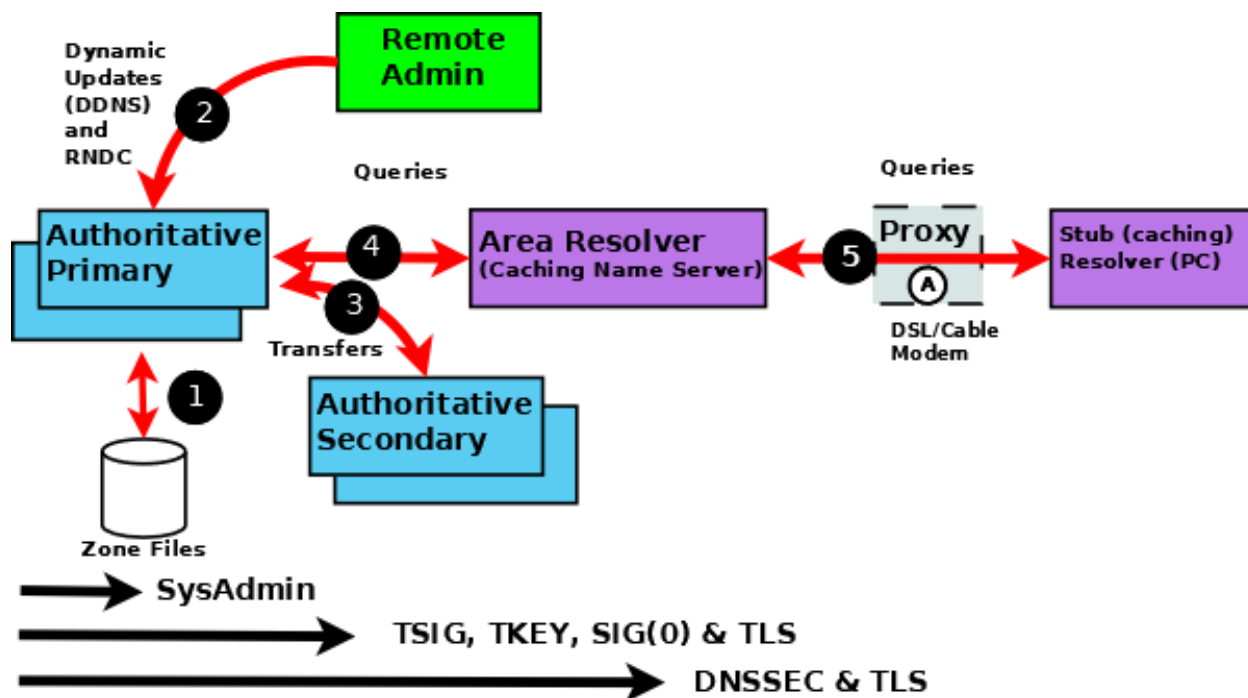 Remote
Admin
Dynamic
Updates
(DDNS)
and
RNDC
2
Queries
Queries
Authoritative
Primary
4
Area Resolver
(Caching Name Server)
5
Proxy
A
Stub (caching)
Resolver (PC)
3
Transfers
DSL/Cable
Modem
1
Authoritative
Secondary
Zone Files
SysAdmin
TSIG, TKEY, SIG(0) & TLS
DNSSEC & TLS